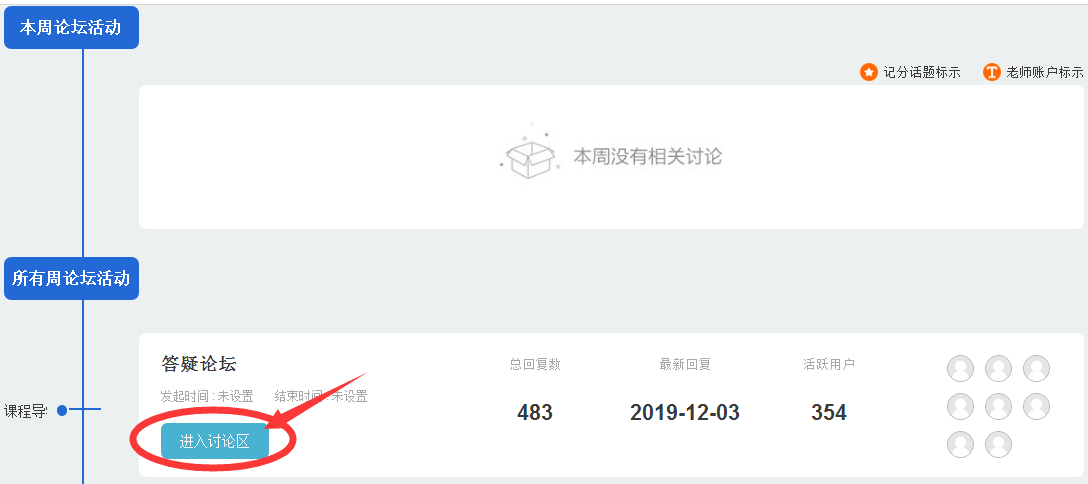 本周论坛活动
记分话题标示 老师账户标示
本周没有相关讨论
所有周论坛活动
答疑论坛 总回复数 最新回复 活跃用户
发起时间 : 未设置 结束时间 : 未设置
课程导 483 2019-12-03 354
进入讨论区